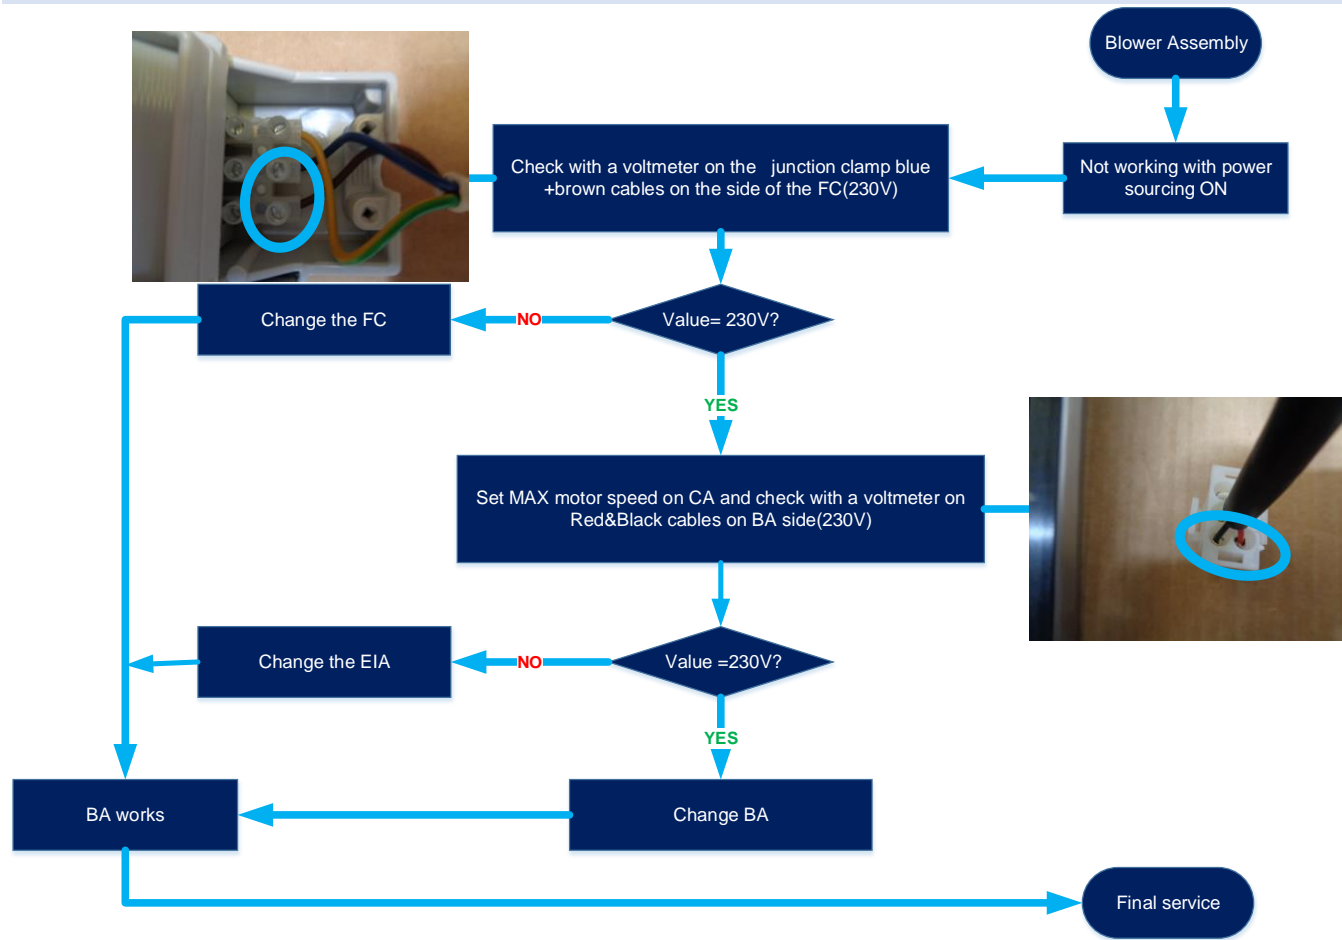 Blower Assembly
Not working with power
sourcing ON
Check with a voltmeter on the junction clamp blue
+brown cables on the side of the FC(230V)
Value= 230V?
NO
Change the FC
YES
Set MAX motor speed on CA and check with a voltmeter on
Red&Black cables on BA side(230V)
Value =230V?
NO
Change the EIA
YES
Change BA
BA works
Final service